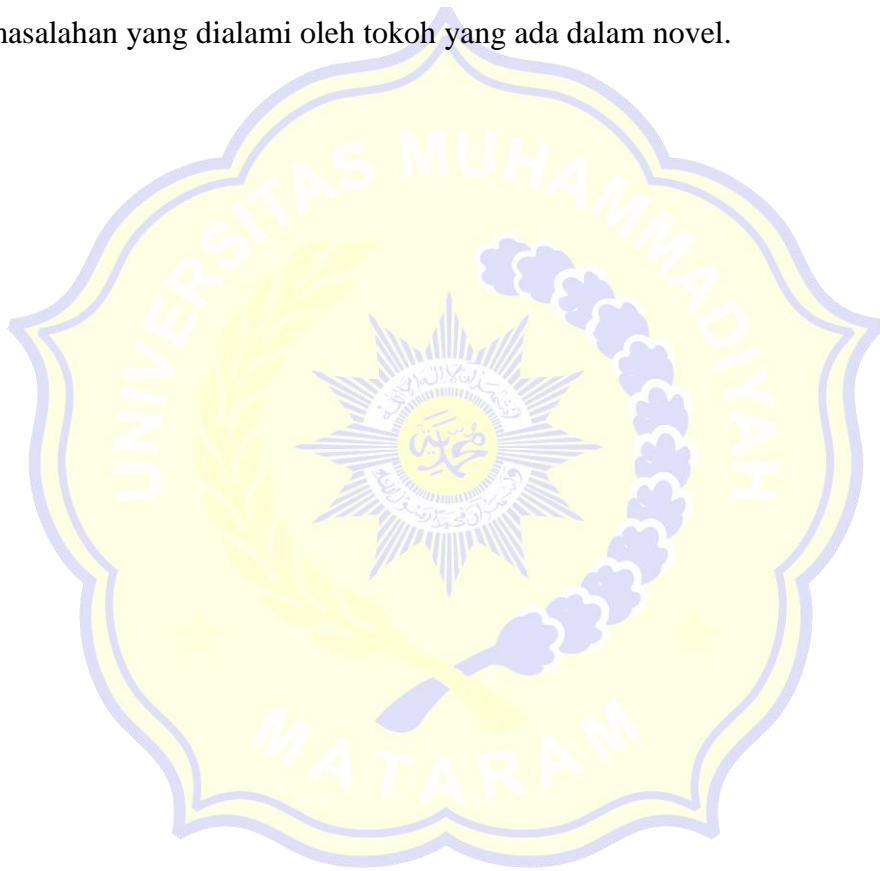 masalahan yang dialami oleh tokoh yang ada dalam novel.
UNIVERSITAS MUHAMMADIYAH
MATARAM